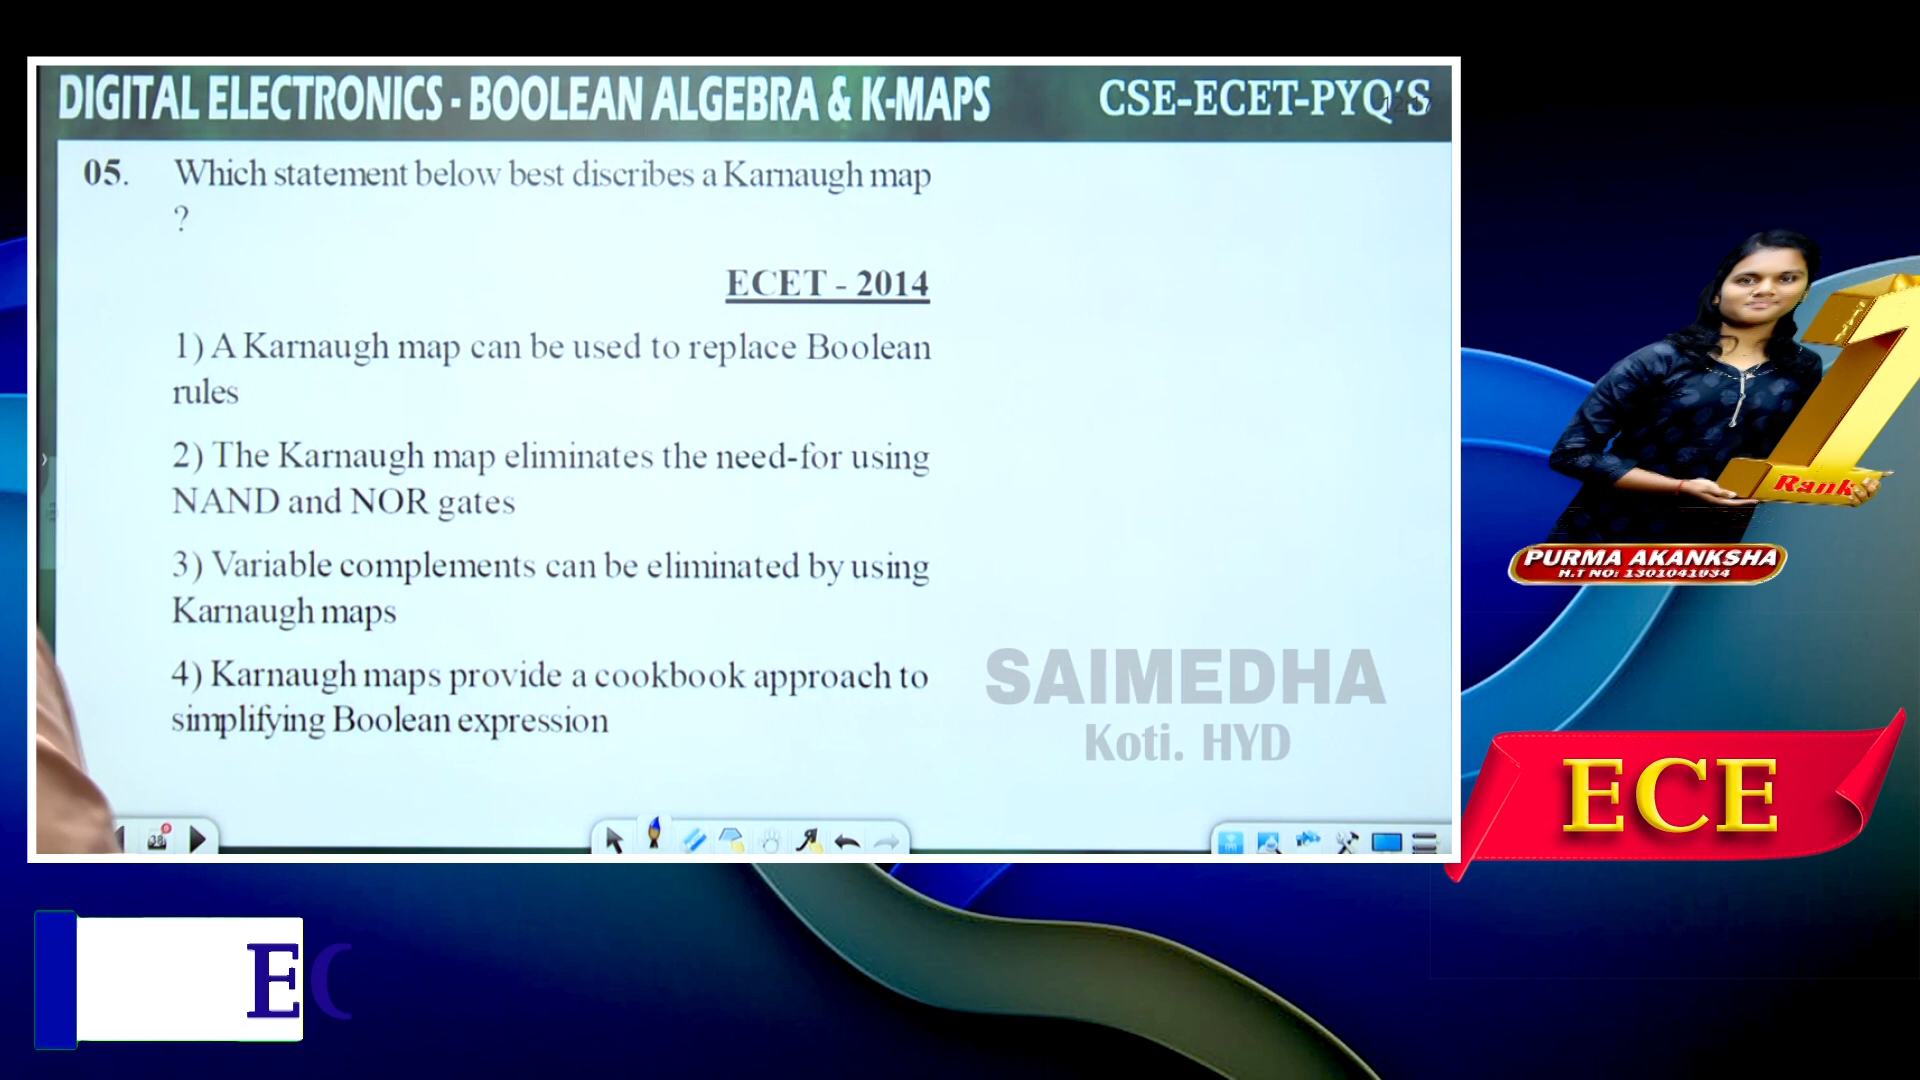 DIGITAL ELECTRONICS - BOOLEAN ALGEBRA & K-MAPS
CSE-ECET-PYQ'S
05. Which statement below best discribes a Karnaugh map
?
ECET - 2014
1) A Karnaugh map can be used to replace Boolean
rules
2) The Karnaugh map eliminates the need-for using
NAND and NOR gates
3) Variable complements can be eliminated by using
Karnaugh maps
4) Karnaugh maps provide a cookbook approach to
simplifying Boolean expression
SAIMEDHA
Koti. HYD
Rank
PURMA AKANKSHA
H.T NO: 1301041934
ECE
EC